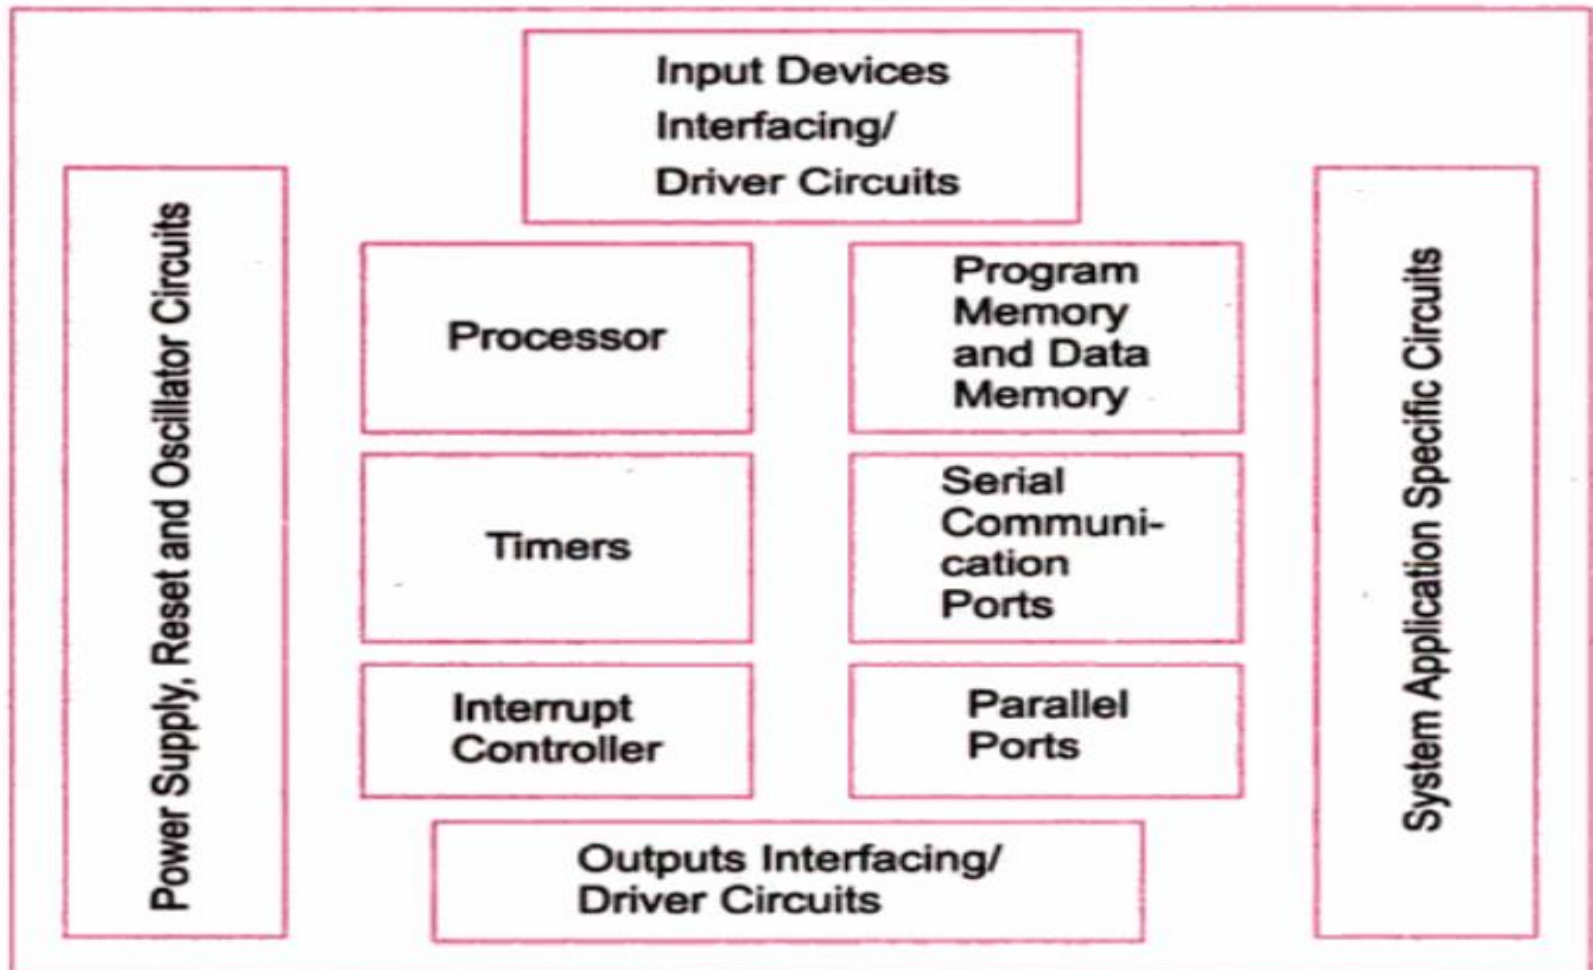 Input Devices
Interfacing/
Driver Circuits
Power Supply, Reset and Oscillator Circuits
Processor
Program
Memory
and Data
Memory
System Application Specific Circuits
Timers
Serial
Communi-
cation
Ports
Interrupt
Controller
Parallel
Ports
Outputs Interfacing/
Driver Circuits